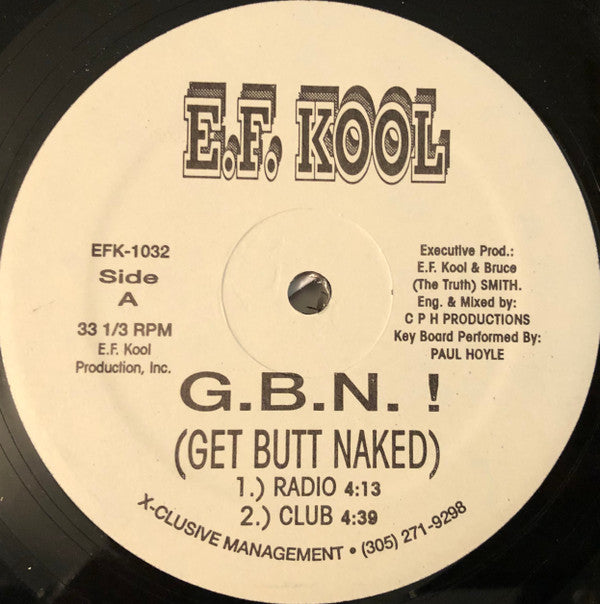 E.F. KOOL
EFK-1032
Side
A
33 1/3 RPM
E.F. Kool
Production, Inc.
Executive Prod.:
E.F. Kool & Bruce
(The Truth) SMITH.
Eng. & Mixed by:
C P H PRODUCTIONS
Key Board Performed By:
PAUL HOYLE
G.B.N. !
(GET BUTT NAKED)
1.) RADIO 4:13
2.) CLUB 4:39
X-CLUSIVE MANAGEMENT • (305) 271-9298